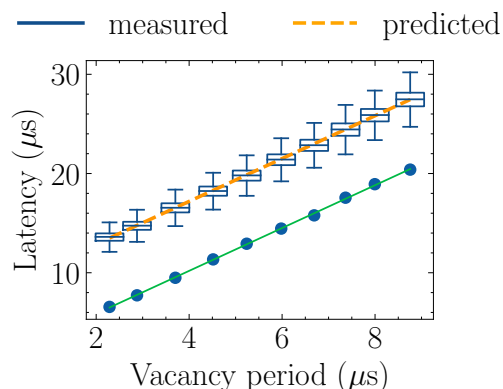 measured predicted
30
20
10
Latency (μs)
2 4 6 8
Vacancy period (μs)